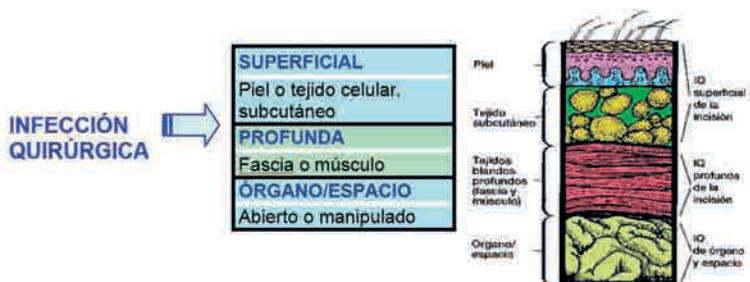 INFECCIÓN
QUIRÚRGICA
SUPERFICIAL
Piel o tejido celular.
subcutáneo
PROFUNDA
Fascia o músculo
ÓRGANO/ESPACIO
Abierto o manipulado
Piel
Tejido
subcutáneo
Tejidos
blandos
profundos
(fascia y
músculo)
Organo/
espacio
IQ
superficial
de la
incisión
IQ
profunda
de la
incisión
IQ
de órgano
y espacio